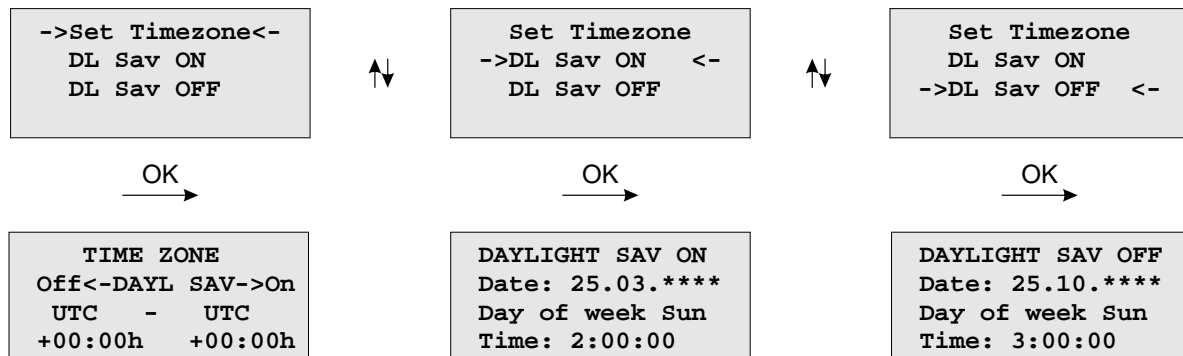 ->Set Timezone<-
DL Sav ON
DL Sav OFF
Set Timezone
->DL Sav ON <-
DL Sav OFF
Set Timezone
DL Sav ON
->DL Sav OFF <-
OK
OK
OK
TIME ZONE
Off<-DAYL SAV->On
UTC - UTC
+00:00h +00:00h
DAYLIGHT SAV ON
Date: 25.03.****
Day of week Sun
Time: 2:00:00
DAYLIGHT SAV OFF
Date: 25.10.****
Day of week Sun
Time: 3:00:00